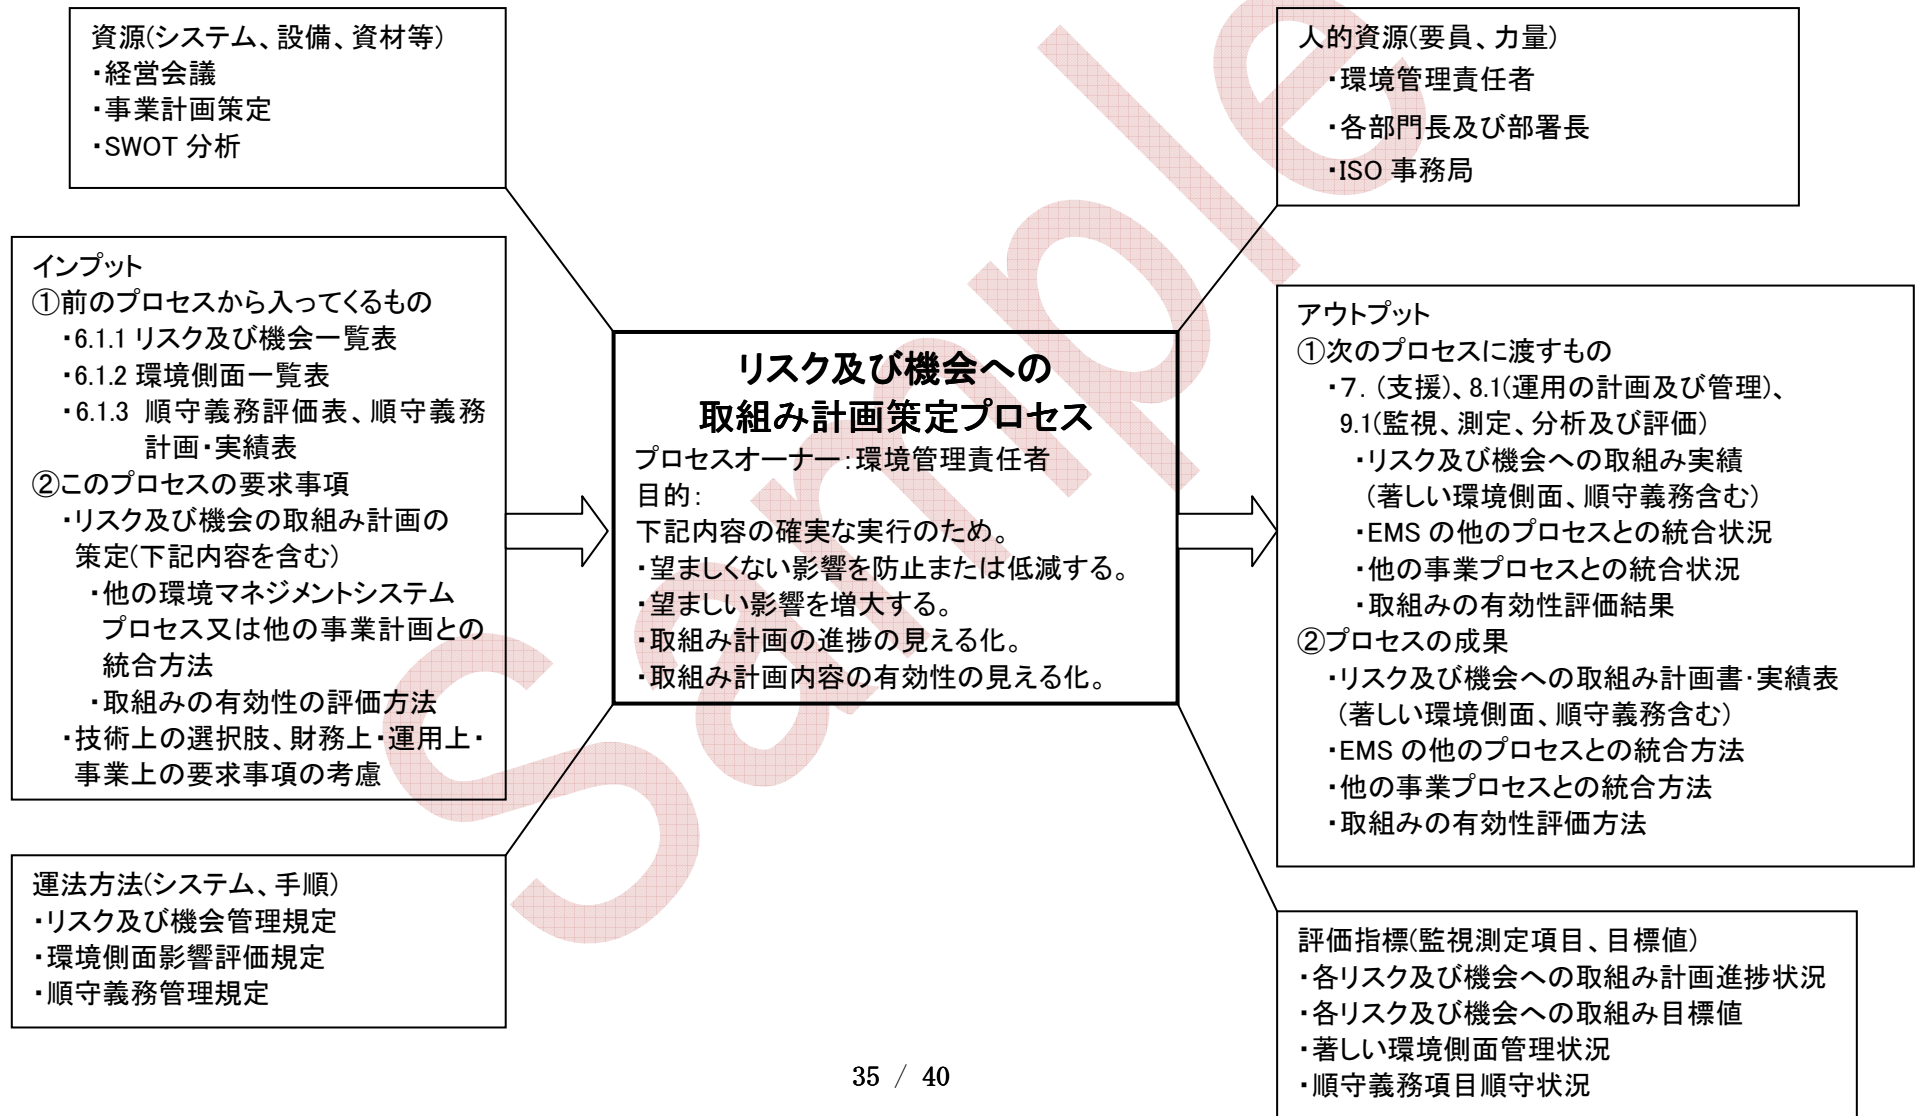 資源(システム、設備、資材等)
・経営会議
・事業計画策定
・SWOT 分析
人的資源(要員、力量)
・環境管理責任者
・各部門長及び部署長
・ISO 事務局
インプット
①前のプロセスから入ってくるもの
・6.1.1 リスク及び機会一覧表
・6.1.2 環境側面一覧表
・6.1.3 順守義務評価表、順守義務
計画・実績表
②このプロセスの要求事項
・リスク及び機会の取組み計画の
策定(下記内容を含む)
・他の環境マネジメントシステム
プロセス又は他の事業計画との
統合方法
・取組みの有効性の評価方法
・技術上の選択肢、財務上・運用上・
事業上の要求事項の考慮
リスク及び機会への
取組み計画策定プロセス
プロセスオーナー:環境管理責任者
目的:
下記内容の確実な実行のため。
・望ましくない影響を防止または低減する。
・望ましい影響を増大する。
・取組み計画の進捗の見える化。
・取組み計画内容の有効性の見える化。
アウトプット
①次のプロセスに渡すもの
・7.(支援)、8.1(運用の計画及び管理)、
9.1(監視、測定、分析及び評価)
・リスク及び機会への取組み実績
(著しい環境側面、順守義務含む)
・EMS の他のプロセスとの統合状況
・他の事業プロセスとの統合状況
・取組みの有効性評価結果
②プロセスの成果
・リスク及び機会への取組み計画書・実績表
(著しい環境側面、順守義務含む)
・EMS の他のプロセスとの統合方法
・他の事業プロセスとの統合方法
・取組みの有効性評価方法
運法方法(システム、手順)
・リスク及び機会管理規定
・環境側面影響評価規定
・順守義務管理規定
評価指標(監視測定項目、目標値)
・各リスク及び機会への取組み計画進捗状況
・各リスク及び機会への取組み目標値
・著しい環境側面管理状況
・順守義務項目順守状況
35 / 40
Sample